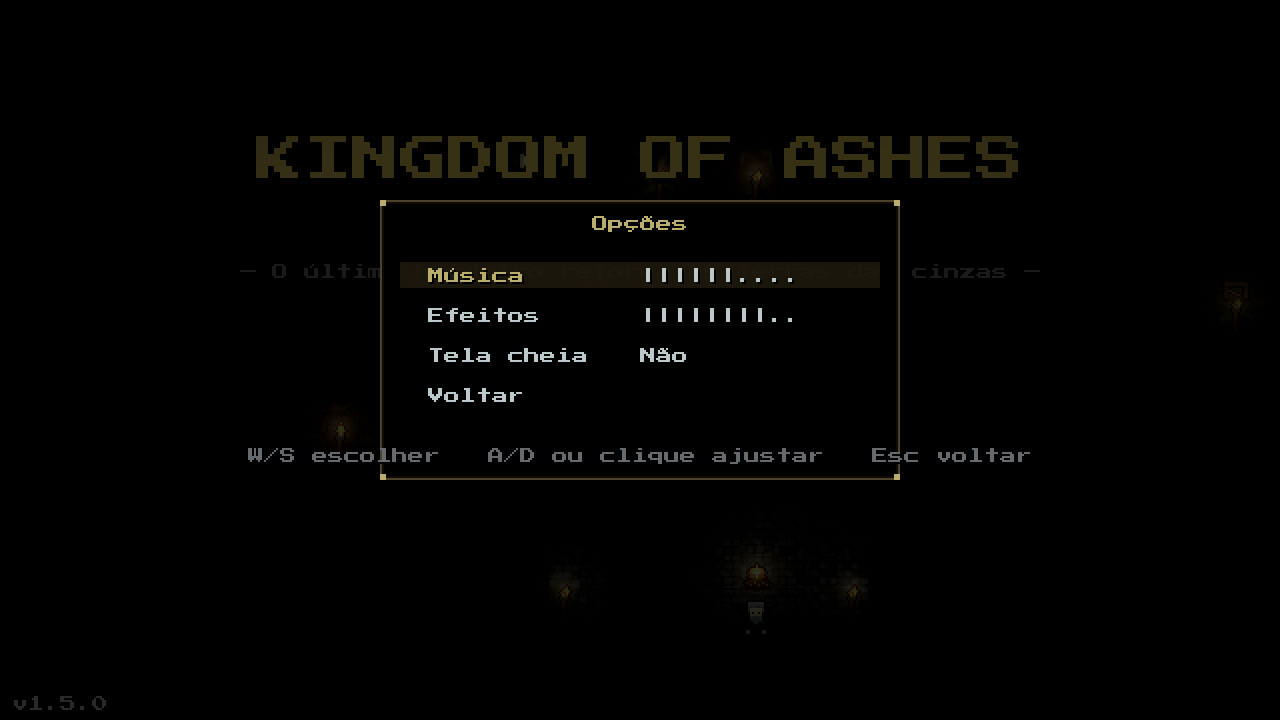 KINGDOM OF ASHES
Opções
— O últim cinzas —
Música ||||||....
Efeitos ||||||||..
Tela cheia Não
Voltar
W/S escolher A/D ou clique ajustar Esc voltar
v1.5.0